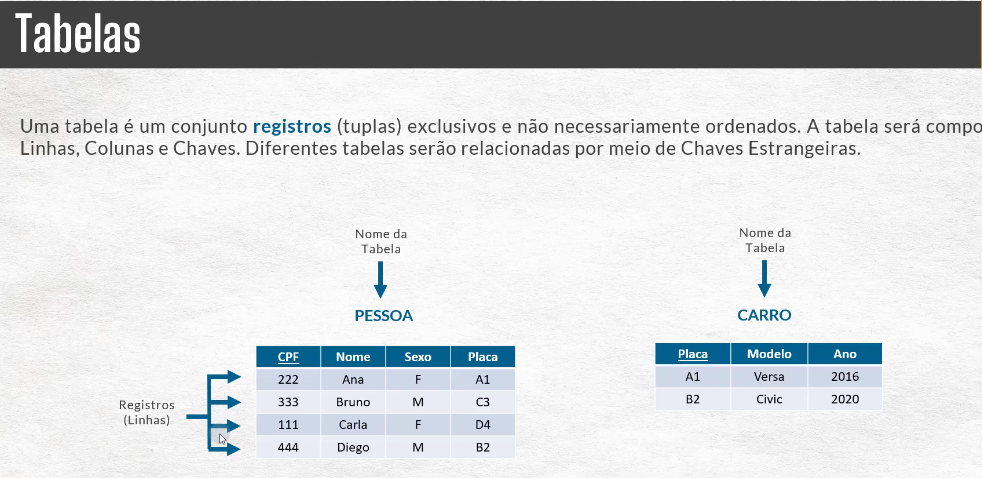 Tabelas
Uma tabela é um conjunto registros (tuplas) exclusivos e não necessariamente ordenados. A tabela será compo
Linhas, Colunas e Chaves. Diferentes tabelas serão relacionadas por meio de Chaves Estrangeiras.
Nome da
Tabela
PESSOA
CPF Nome Sexo Placa
222 Ana F A1
333 Bruno M C3
111 Carla F D4
444 Diego M B2
Registros
(Linhas)
Nome da
Tabela
CARRO
Placa Modelo Ano
A1 Versa 2016
B2 Civic 2020